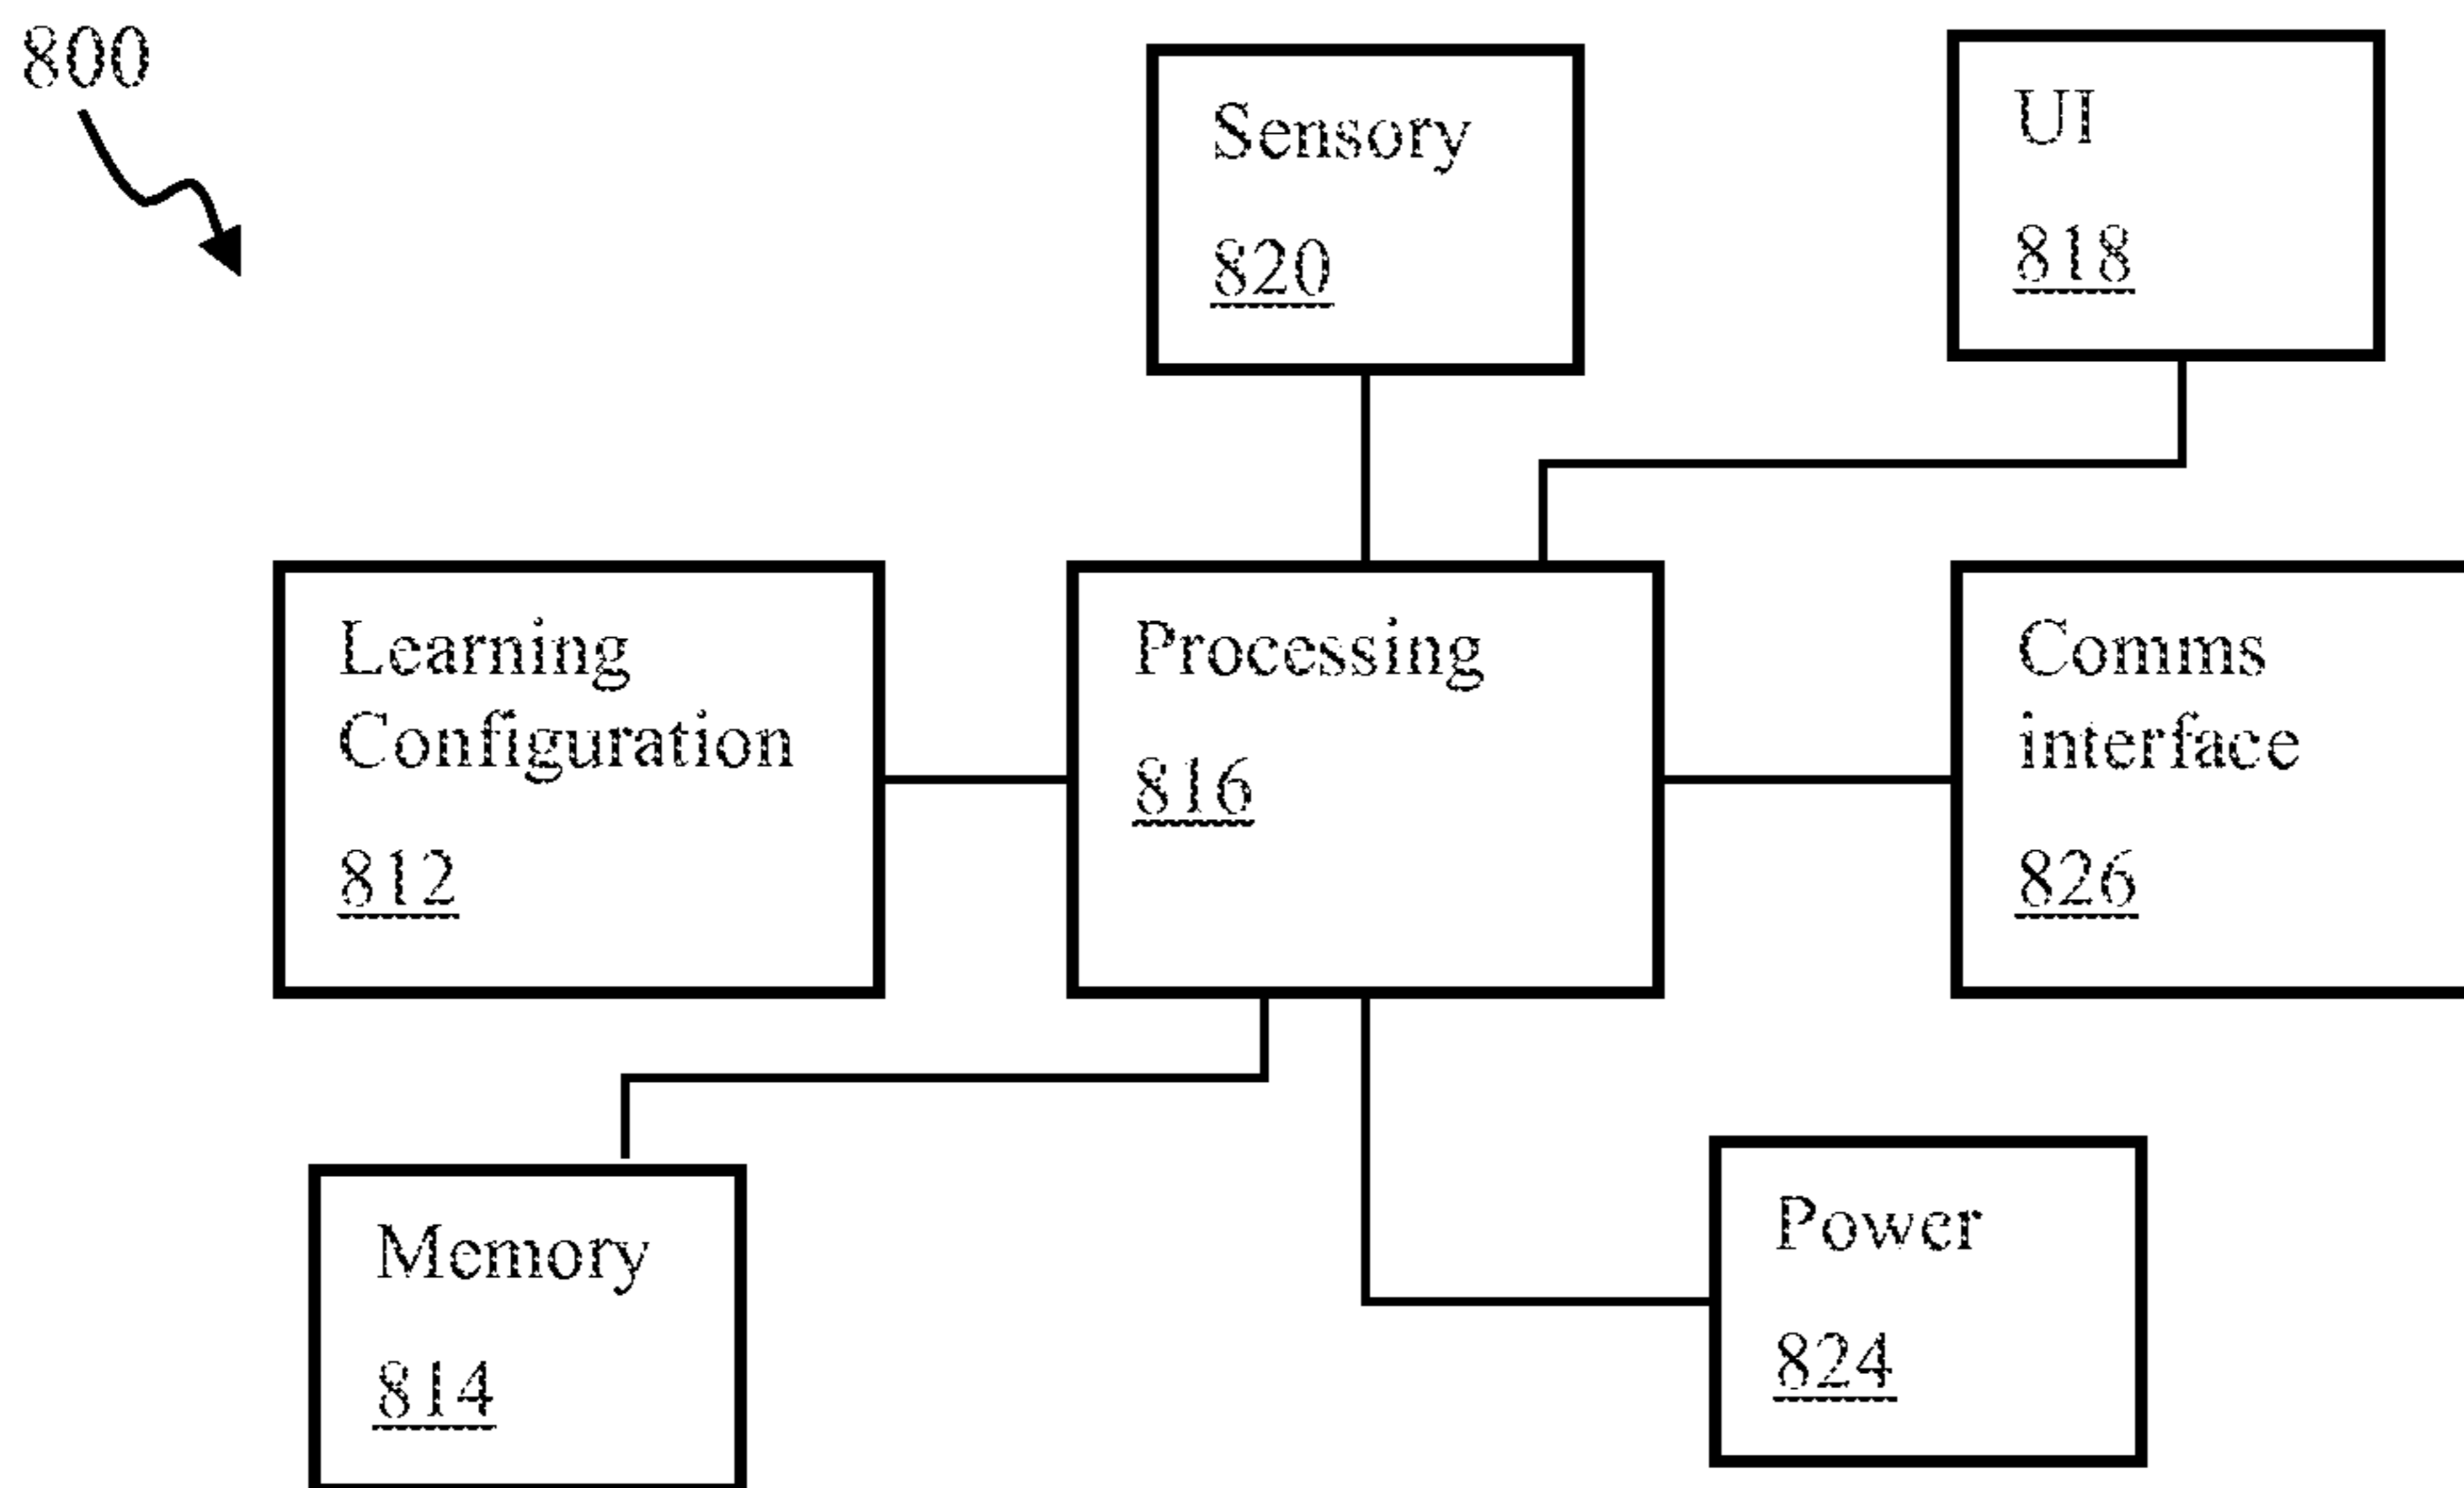 800
Sensory
820
UI
818
Learning
Configuration
812
Processing
816
Comms
interface
826
Memory
814
Power
824